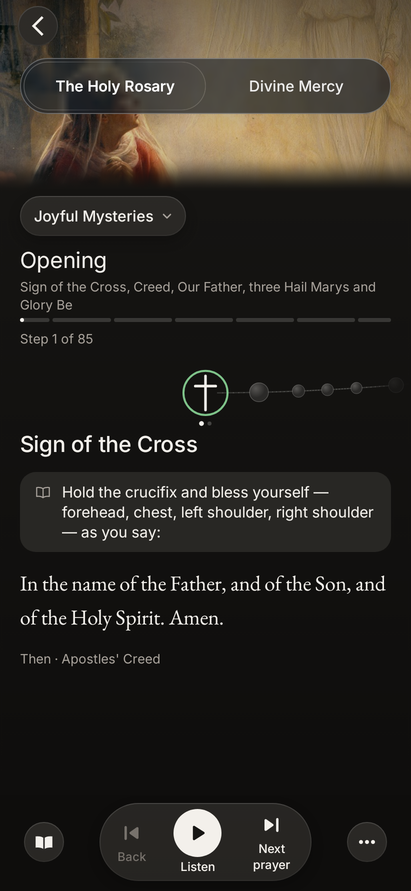 The Holy Rosary
Divine Mercy
Joyful Mysteries
Opening
Sign of the Cross, Creed, Our Father, three Hail Marys and
Glory Be
Step 1 of 85
Sign of the Cross
Hold the crucifix and bless yourself —
forehead, chest, left shoulder, right shoulder
— as you say:
In the name of the Father, and of the Son, and
of the Holy Spirit. Amen.
Then · Apostles' Creed
Back
Listen
Next
prayer